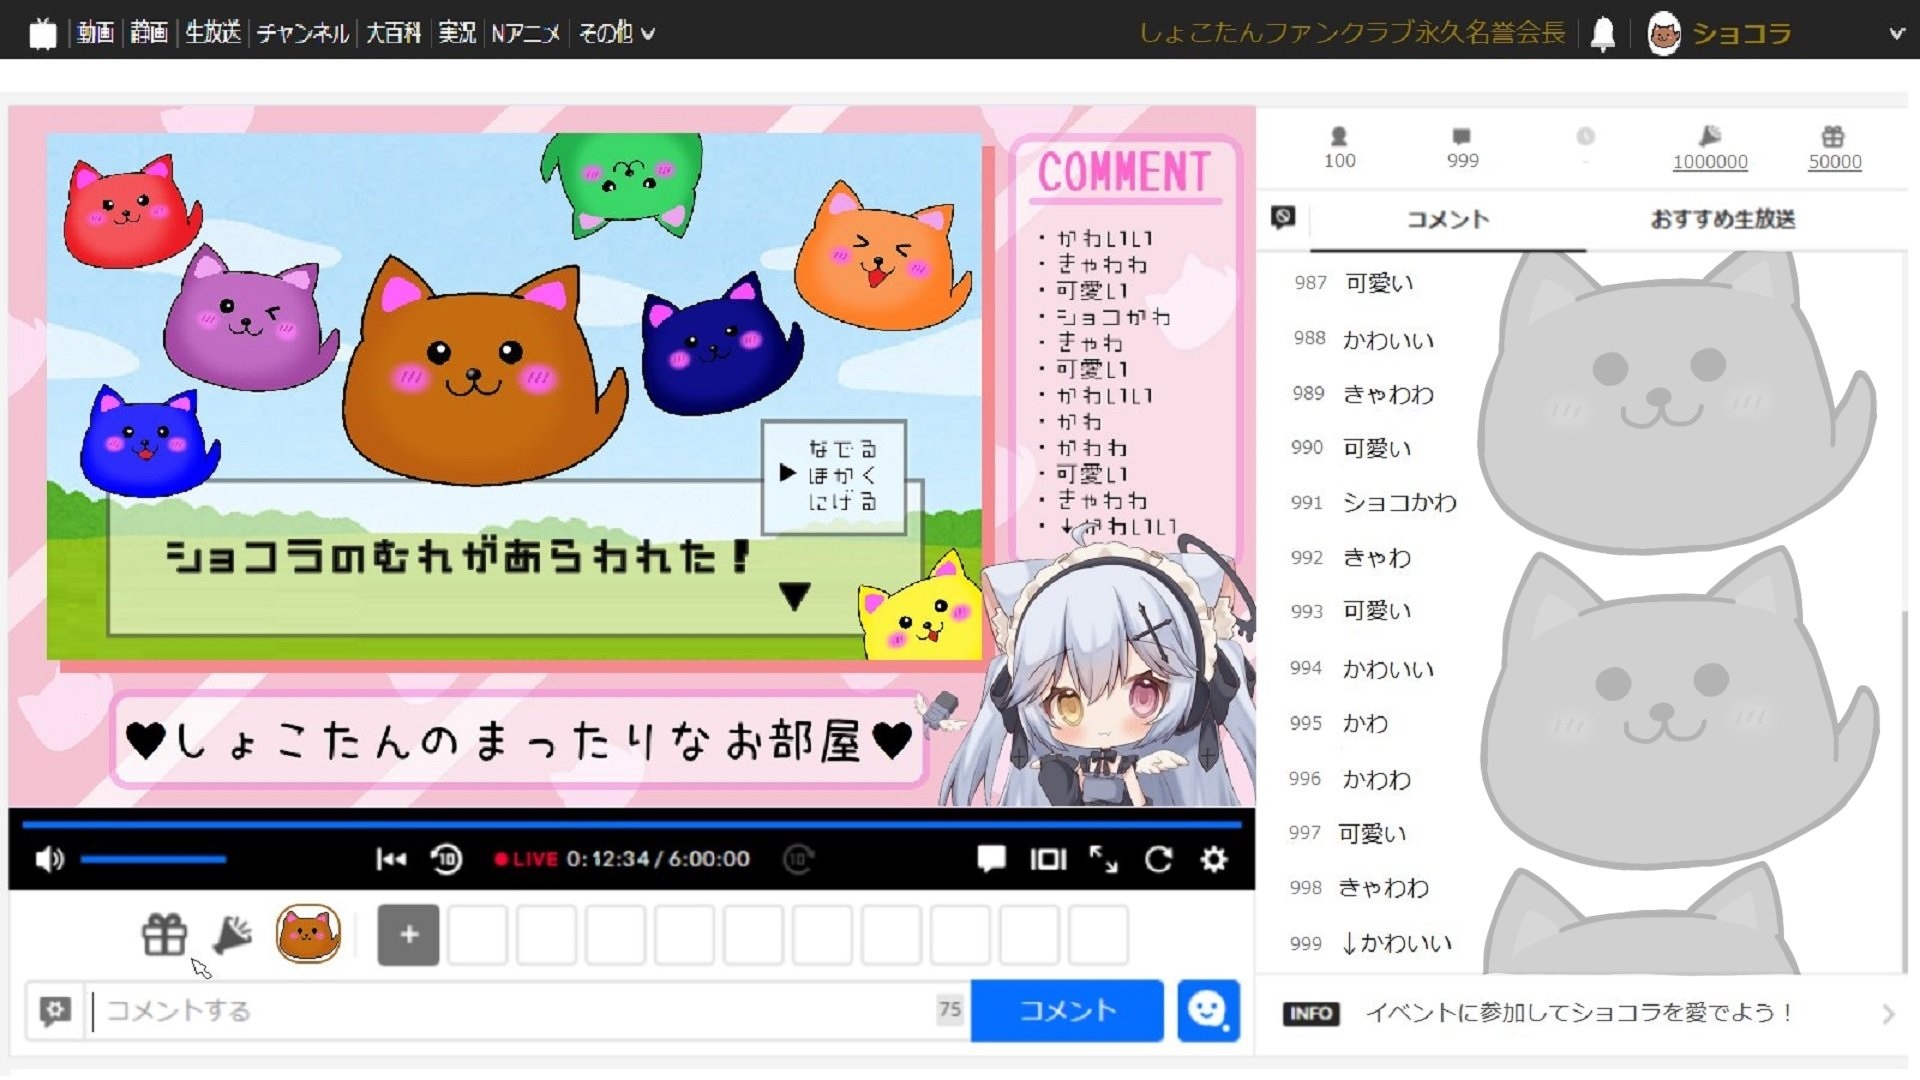 動画 静画 生放送 チャンネル 大百科 実況 Nアニメ その他
しょこたんファンクラブ永久名誉会長 ショコラ
COMMENT
・かわいい
・きゃわわ
・可愛い
・ショコかわ
・きゃわ
・可愛い
・かわいい
・かわ
・かわわ
・可愛い
・きゃわわ
・↓かわいい
なでる
▶ほかく
にげる
ショコラのむれがあらわれた!
▼
♥しょこたんのまったりなお部屋♥
10 LIVE 0:12:34 / 6:00:00 10
+
コメントする 75 コメント
100 999 - 1000000 50000
コメント おすすめ生放送
987 可愛い
988 かわいい
989 きゃわわ
990 可愛い
991 ショコかわ
992 きゃわ
993 可愛い
994 かわいい
995 かわ
996 かわわ
997 可愛い
998 きゃわわ
999 ↓かわいい
INFO イベントに参加してショコラを愛でよう！